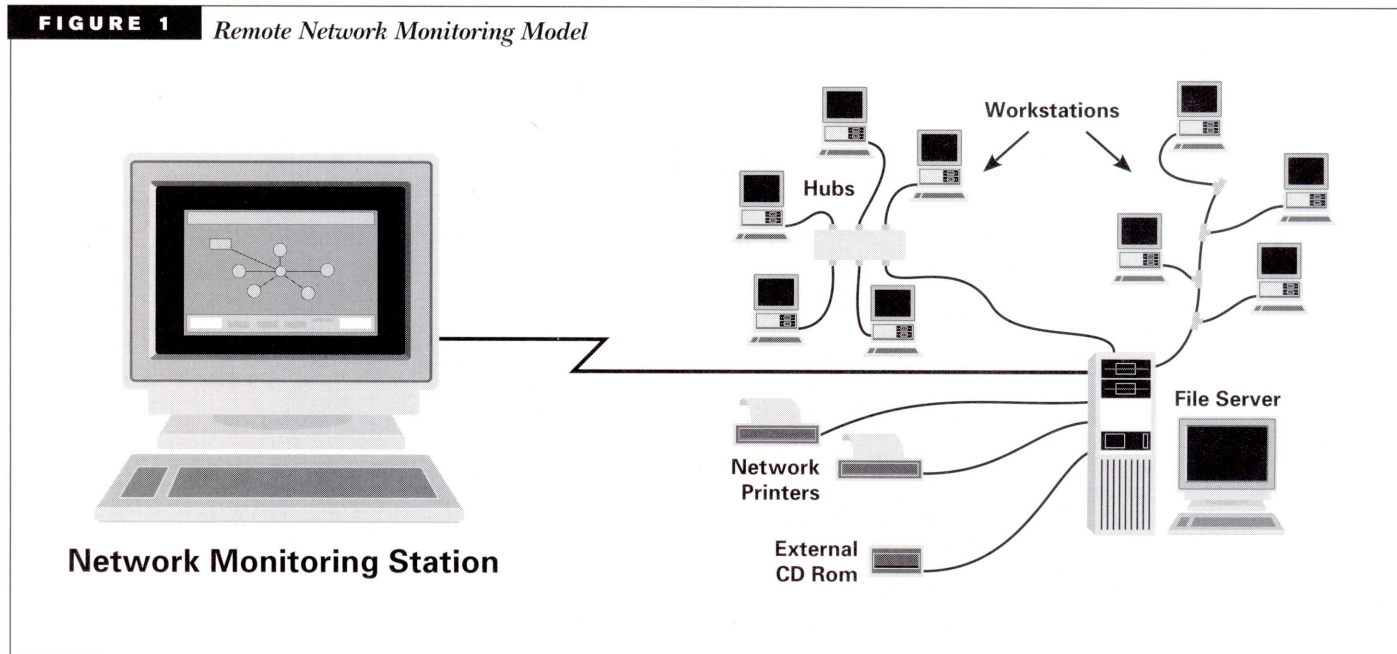 FIGURE 1
Remote Network Monitoring Model
Workstations
Hubs
File Server
Network
Printers
External
CD Rom
Network Monitoring Station